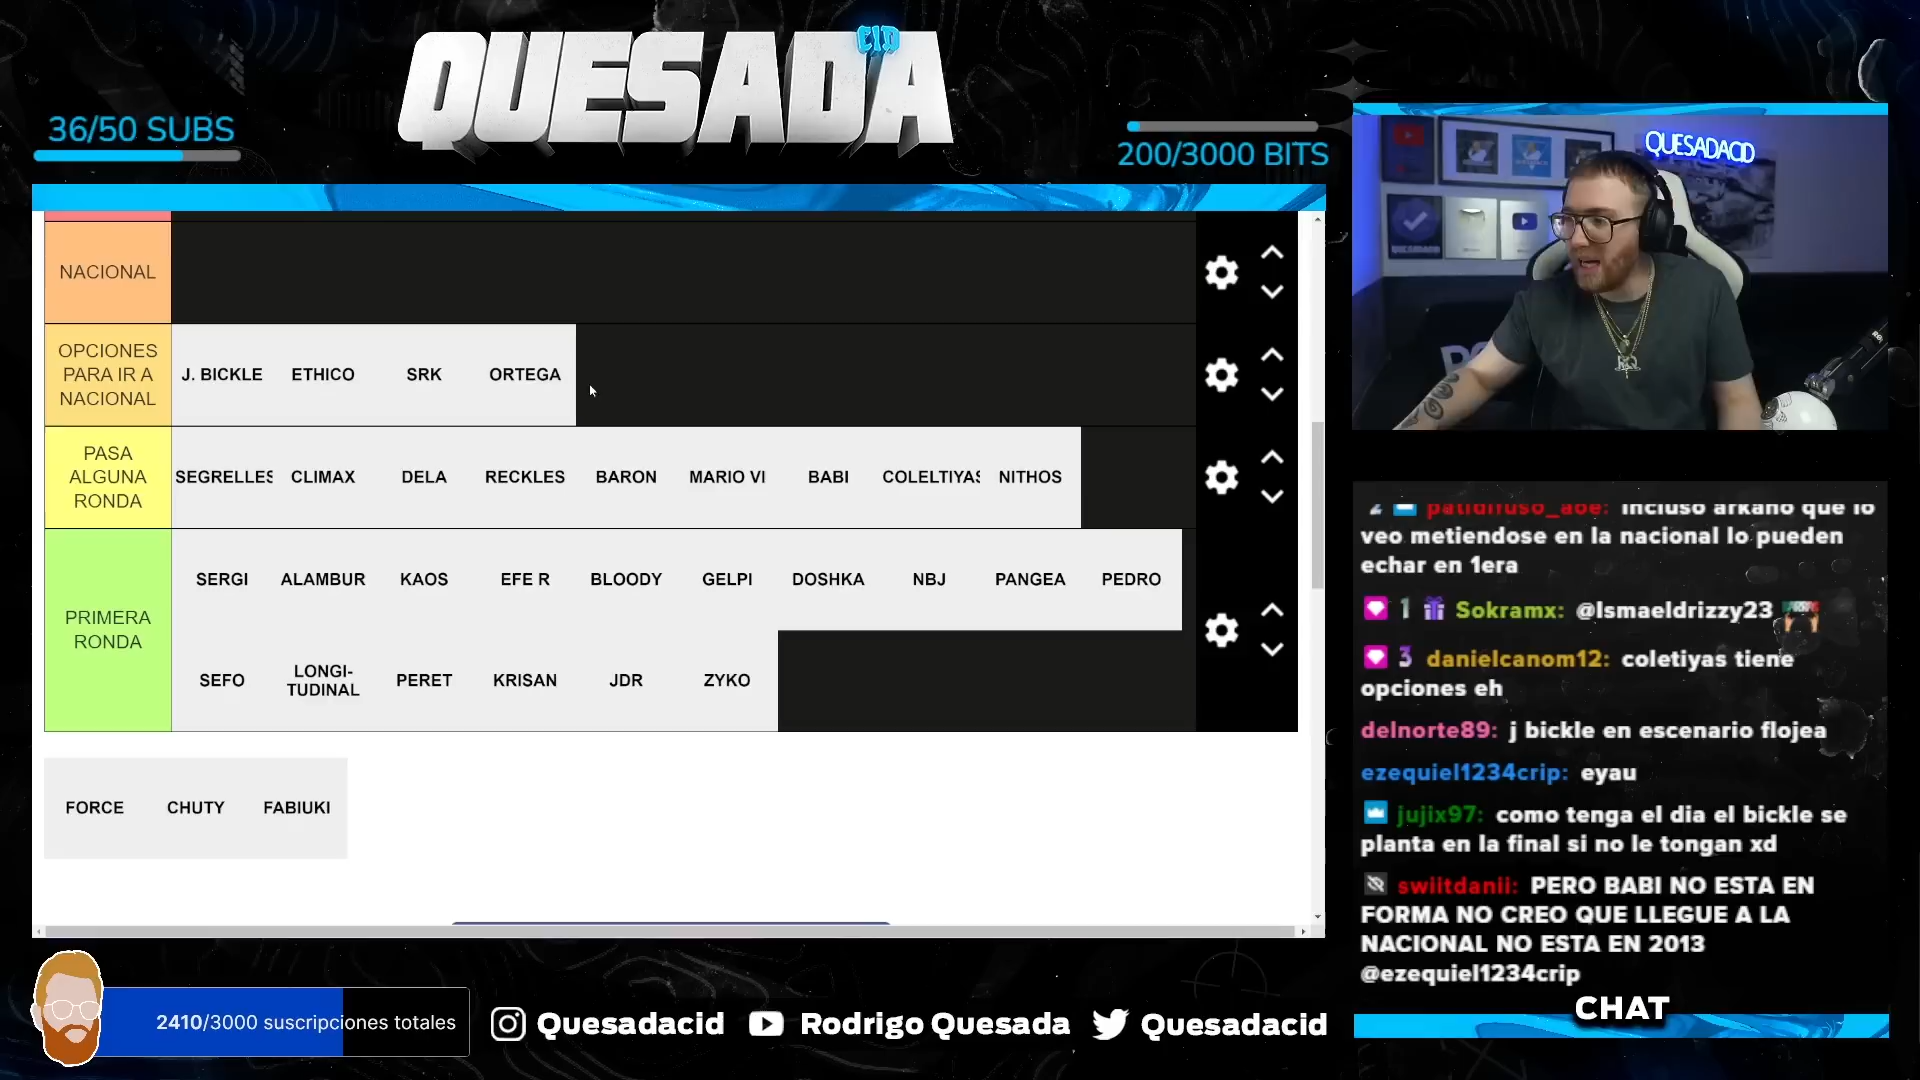 QUESADA
CID
36/50 SUBS
200/3000 BITS
QUESADACID
NACIONAL
OPCIONES
PARA IR A
NACIONAL
J. BICKLE ETHICO SRK ORTEGA
PASA
ALGUNA
RONDA
SEGRELLES CLIMAX DELA RECKLES BARON MARIO VI BABI COLELTIYAS NITHOS
PRIMERA
RONDA
SERGI ALAMBUR KAOS EFE R BLOODY GELPI DOSHKA NBJ PANGEA PEDRO
SEFO LONGI-
TUDINAL PERET KRISAN JDR ZYKO
FORCE CHUTY FABIUKI
2 patidifuso_aoe: incluso arkano que lo
veo metiendose en la nacional lo pueden
echar en 1era
1 Sokramx: @Ismaeldrizzy23
3 danielcanom12: coletiyas tiene
opciones eh
delnorte89: j bickle en escenario flojea
ezequiel1234crip: eyau
jujix97: como tenga el dia el bickle se
planta en la final si no le tongan xd
swiitdanii: PERO BABI NO ESTA EN
FORMA NO CREO QUE LLEGUE A LA
NACIONAL NO ESTA EN 2013
@ezequiel1234crip
CHAT
2410/3000 suscripciones totales
Quesadacid
Rodrigo Quesada
Quesadacid